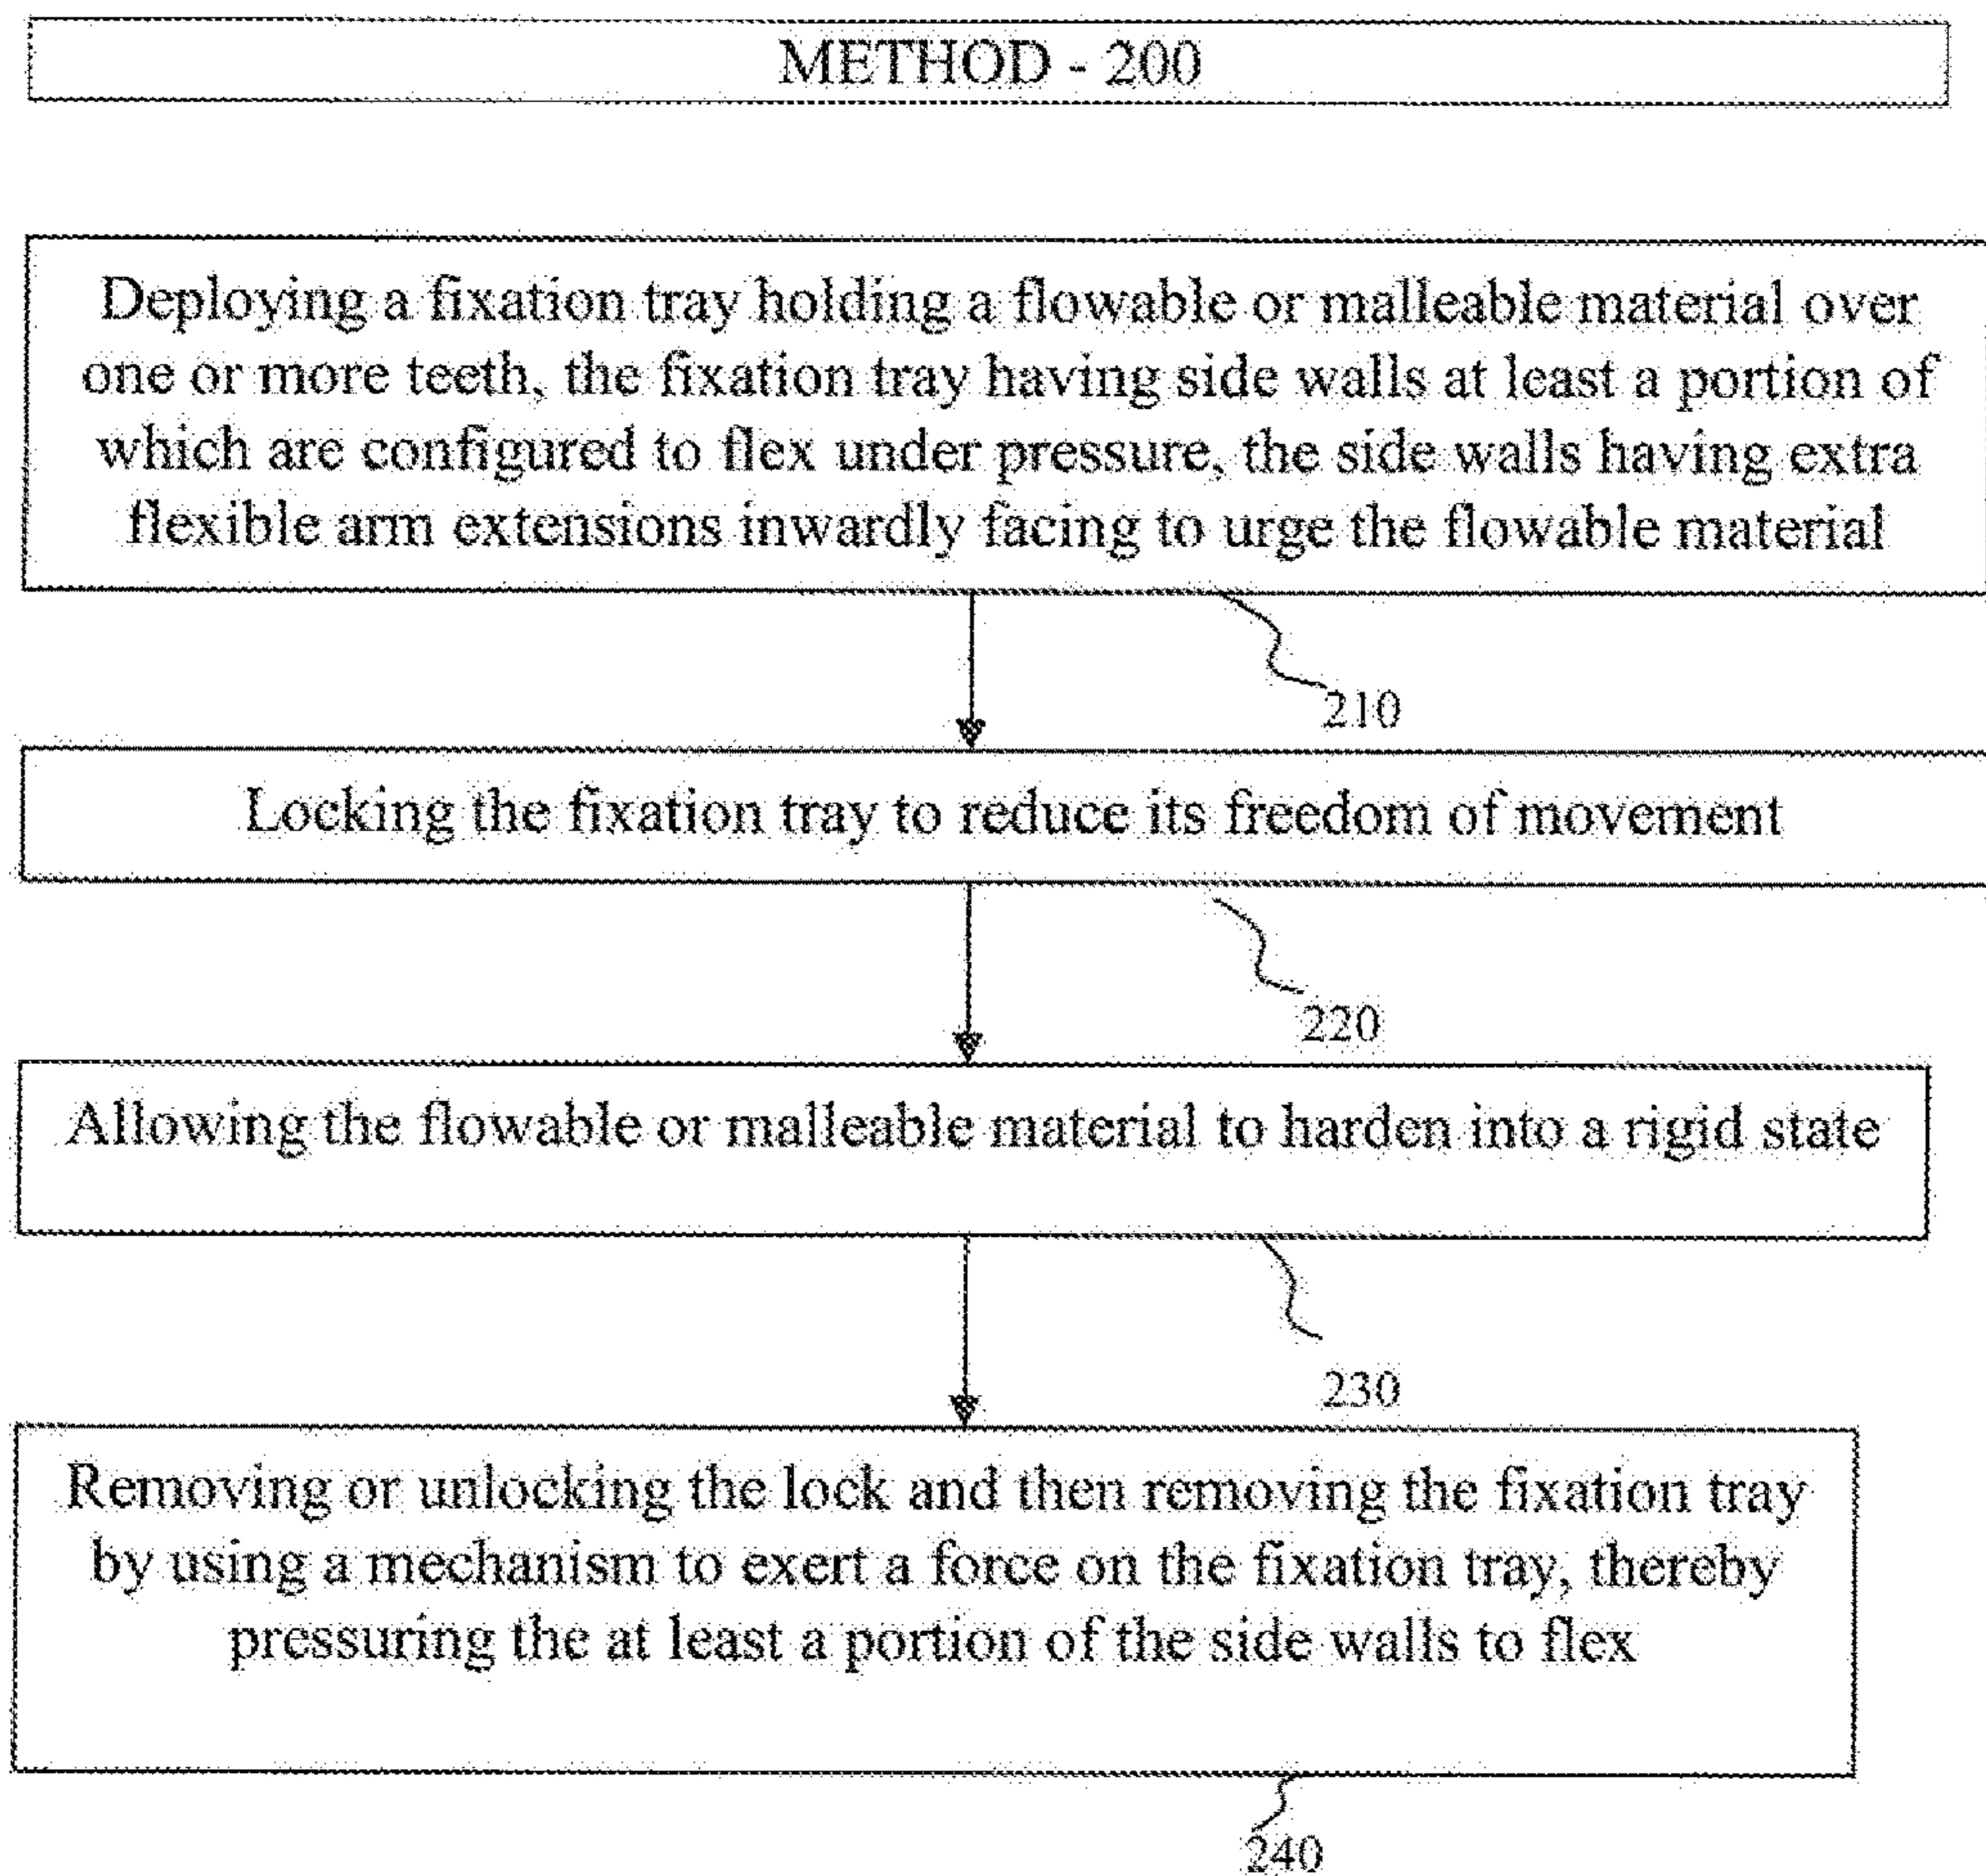 METHOD - 200
Deploying a fixation tray holding a flowable or malleable material over
one or more teeth, the fixation tray having side walls at least a portion of
which are configured to flex under pressure, the side walls having extra
flexible arm extensions inwardly facing to urge the flowable material
210
Locking the fixation tray to reduce its freedom of movement
220
Allowing the flowable or malleable material to harden into a rigid state
230
Removing or unlocking the lock and then removing the fixation tray
by using a mechanism to exert a force on the fixation tray, thereby
pressuring the at least a portion of the side walls to flex
240